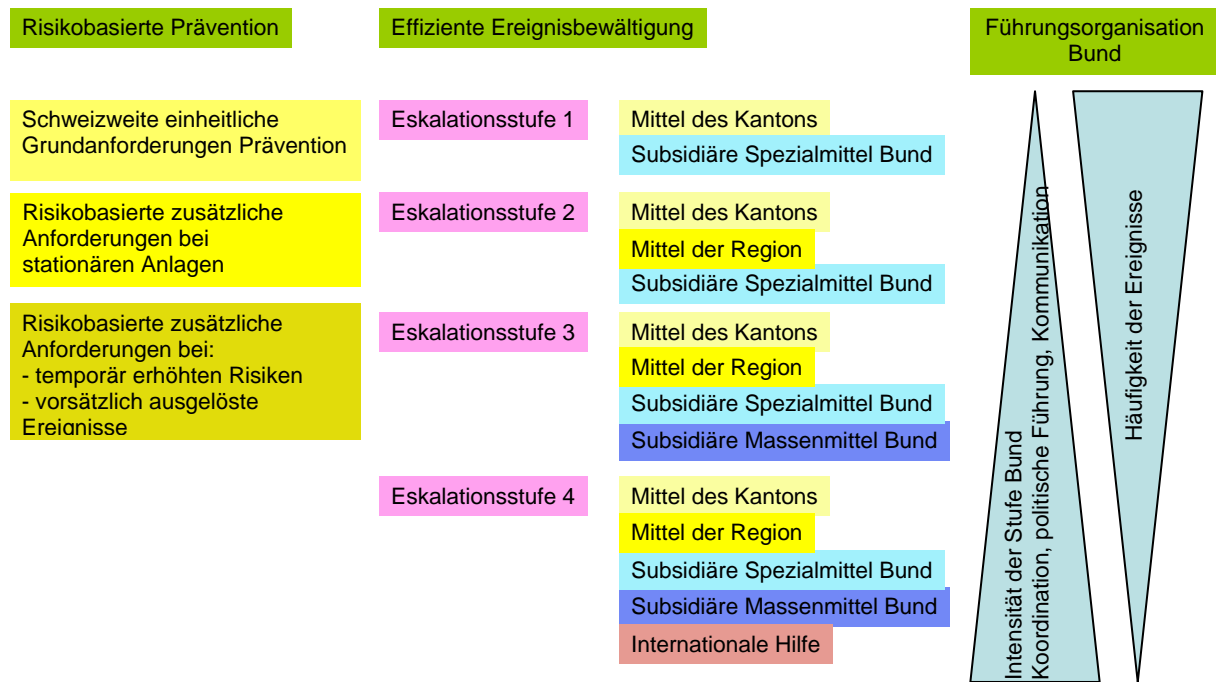 Risikobasierte Prävention
Effiziente Ereignisbewältigung
Führungsorganisation
Bund
Schweizweite einheitliche
Grundanforderungen Prävention
Risikobasierte zusätzliche
Anforderungen bei
stationären Anlagen
Risikobasierte zusätzliche
Anforderungen bei:
- temporär erhöhten Risiken
- vorsätzlich ausgelöste
Ereignisse
Eskalationsstufe 1
Mittel des Kantons
Subsidiäre Spezialmittel Bund
Eskalationsstufe 2
Mittel des Kantons
Mittel der Region
Subsidiäre Spezialmittel Bund
Eskalationsstufe 3
Mittel des Kantons
Mittel der Region
Subsidiäre Spezialmittel Bund
Subsidiäre Massenmittel Bund
Eskalationsstufe 4
Mittel des Kantons
Mittel der Region
Subsidiäre Spezialmittel Bund
Subsidiäre Massenmittel Bund
Internationale Hilfe
Intensität der Stufe Bund
Koordination, politische Führung, Kommunikation
Häufigkeit der Ereignisse